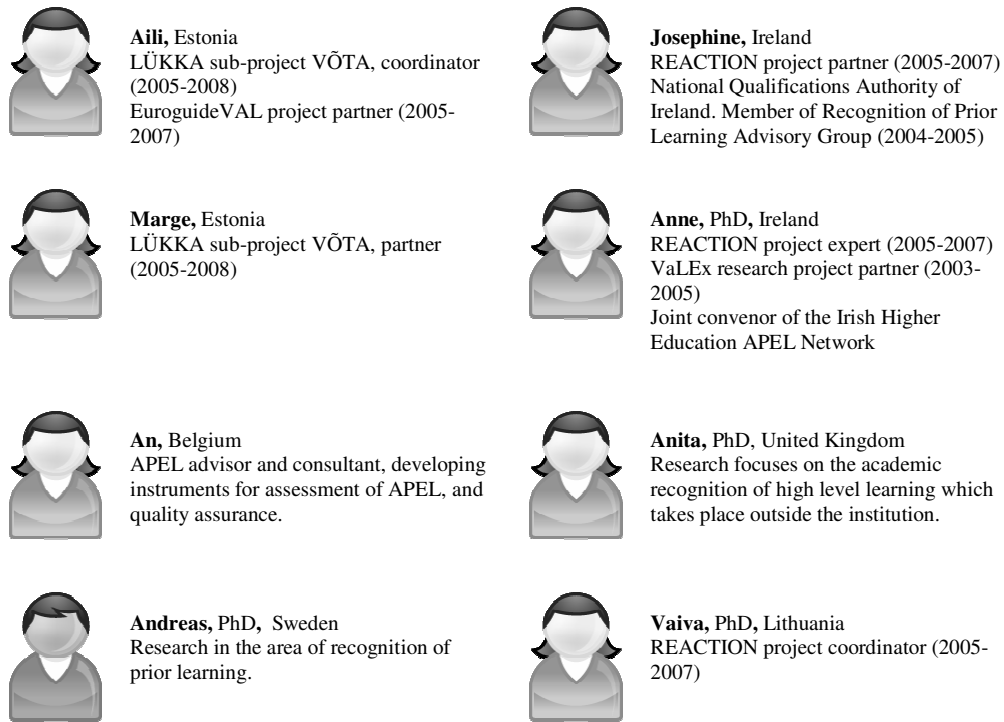 Aili, Estonia
LÜKKA sub-project VÕTA, coordinator
(2005-2008)
EuroguideVAL project partner (2005-
2007)
Josephine, Ireland
REACTION project partner (2005-2007)
National Qualifications Authority of
Ireland. Member of Recognition of Prior
Learning Advisory Group (2004-2005)
Marge, Estonia
LÜKKA sub-project VÕTA, partner
(2005-2008)
Anne, PhD, Ireland
REACTION project expert (2005-2007)
VaLEx research project partner (2003-
2005)
Joint convenor of the Irish Higher
Education APEL Network
An, Belgium
APEL advisor and consultant, developing
instruments for assessment of APEL, and
quality assurance.
Anita, PhD, United Kingdom
Research focuses on the academic
recognition of high level learning which
takes place outside the institution.
Andreas, PhD, Sweden
Research in the area of recognition of
prior learning.
Vaiva, PhD, Lithuania
REACTION project coordinator (2005-
2007)